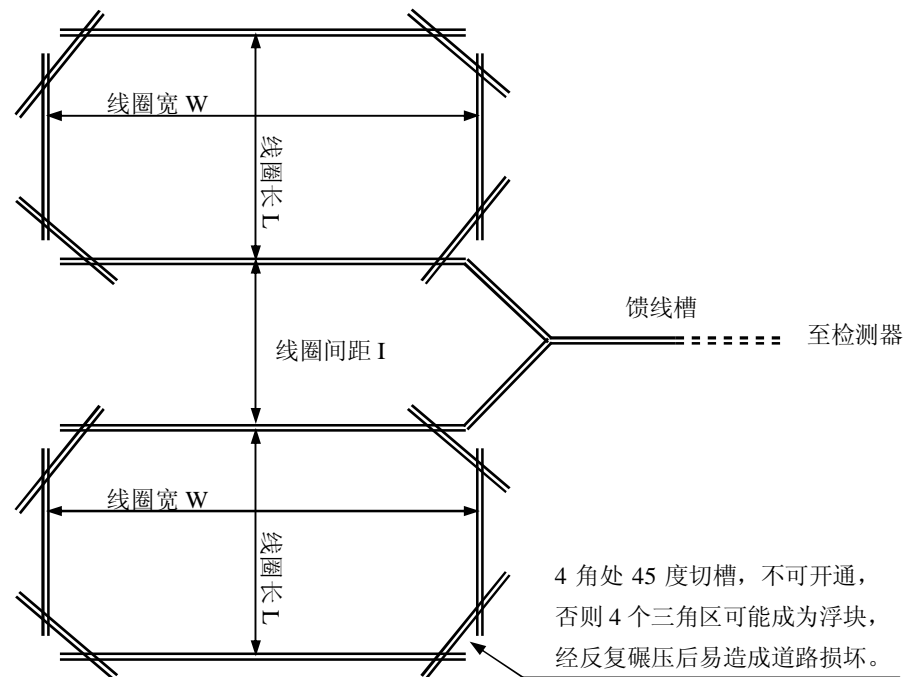 线圈宽 W
线圈长 L
馈线槽
至检测器
线圈间距 I
线圈宽 W
线圈长 L
4 角处 45 度切槽，不可开通，
否则 4 个三角区可能成为浮块，
经反复碾压后易造成道路损坏。